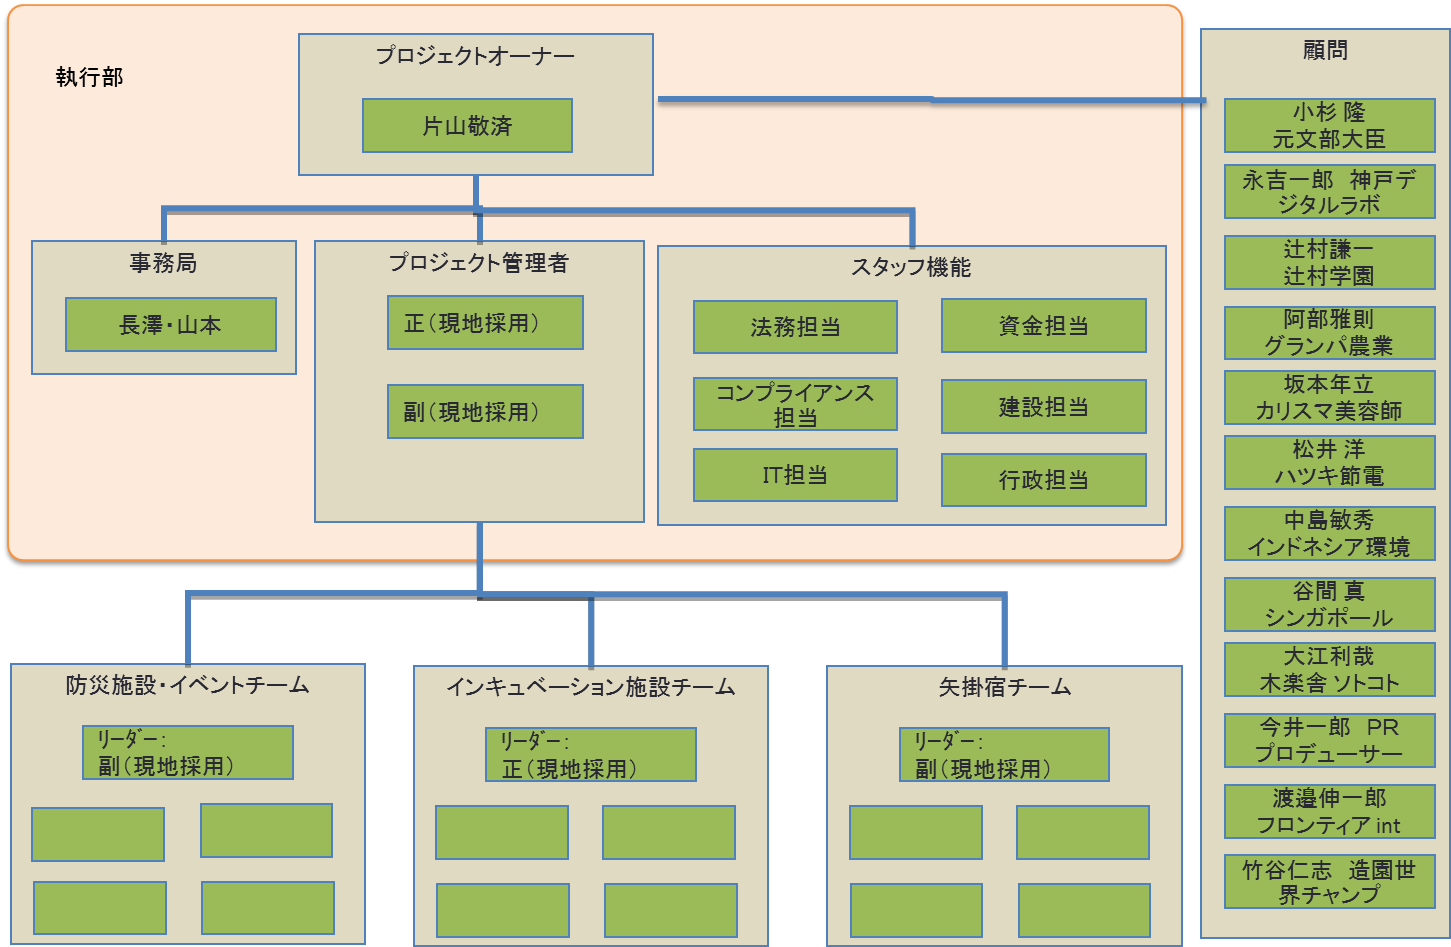 執行部
プロジェクトオーナー
片山敬済
事務局
長澤・山本
プロジェクト管理者
正（現地採用）
副（現地採用）
スタッフ機能
法務担当
資金担当
コンプライアンス
担当
建設担当
IT担当
行政担当
防災施設・イベントチーム
ﾘｰﾀﾞｰ：
副（現地採用）
インキュベーション施設チーム
ﾘｰﾀﾞｰ：
正（現地採用）
矢掛宿チーム
ﾘｰﾀﾞｰ：
副（現地採用）
顧問
小杉 隆
元文部大臣
永吉一郎　神戸デ
ジタルラボ
辻村謙一
辻村学園
阿部雅則
グランパ農業
坂本年立
カリスマ美容師
松井 洋
ハツキ節電
中島敏秀
インドネシア環境
谷間 真
シンガポール
大江利哉
木楽舎 ソトコト
今井一郎　PR
プロデューサー
渡邉伸一郎
フロンティア int
竹谷仁志　造園世
界チャンプ